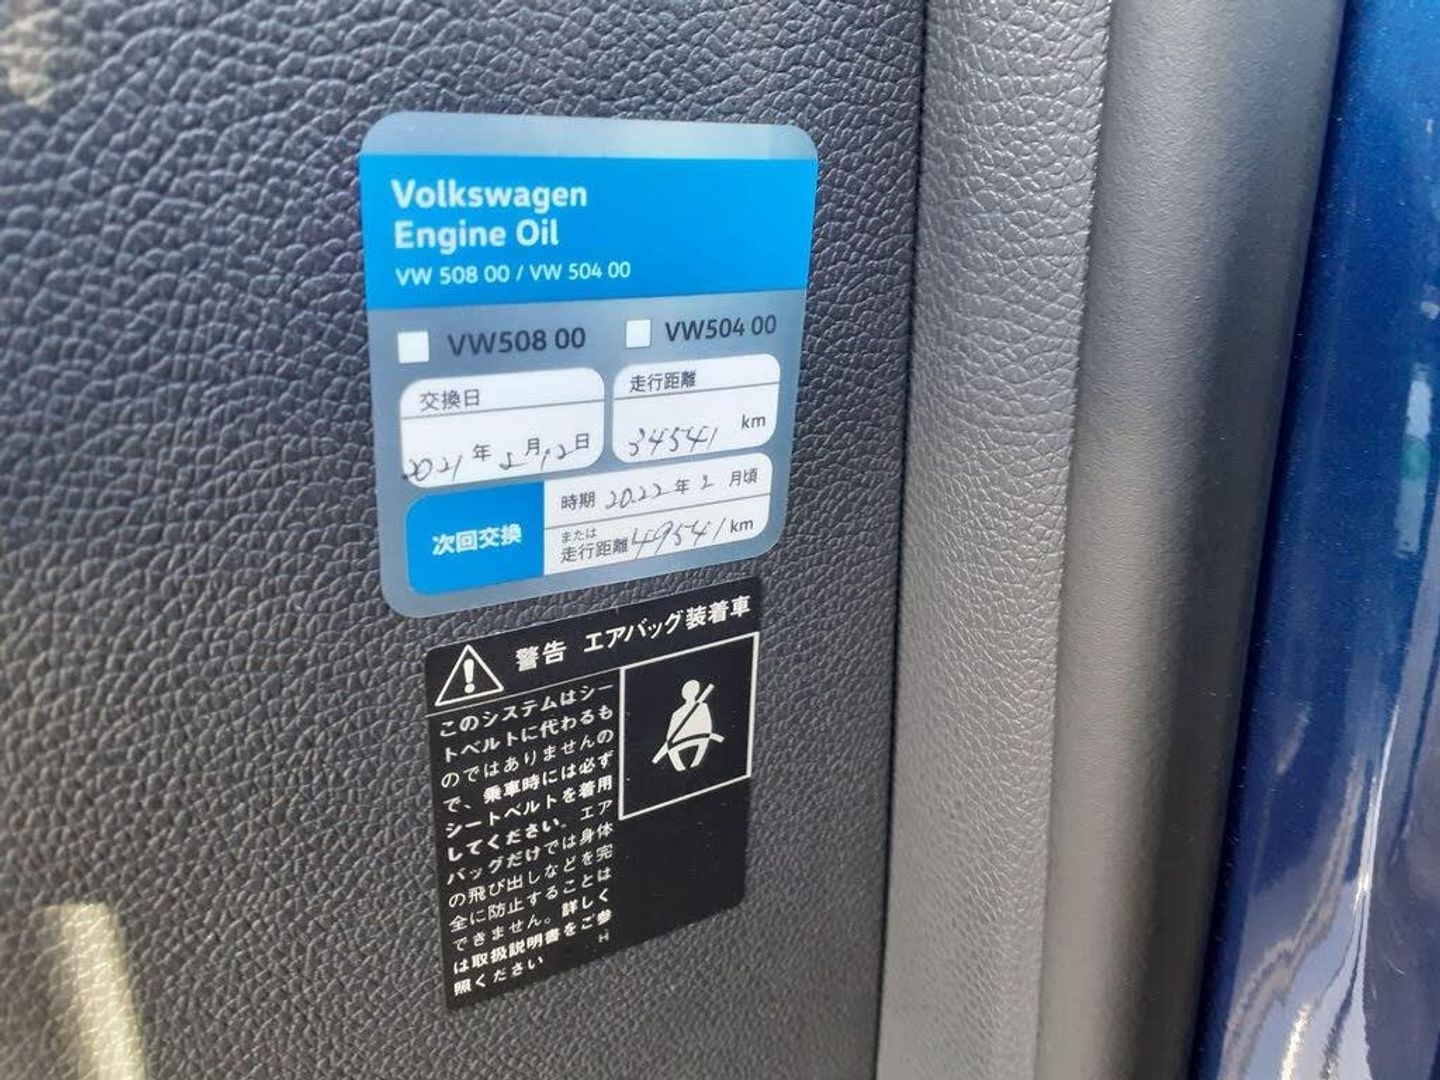 Volkswagen
Engine Oil
VW 508 00 / VW 504 00
VW508 00 VW504 00
交換日
2021年2月12日
走行距離
34541 km
次回交換
時期 2022年2月頃
または
走行距離 49541 km
警告 エアバッグ装着車
このシステムはシー
トベルトに代わるも
のではありませんの
で、乗車時には必ず
シートベルトを着用
してください。エア
バッグだけでは身体
の飛び出しなどを完
全に防止することは
できません。詳しく
は取扱説明書をご参
照ください
H